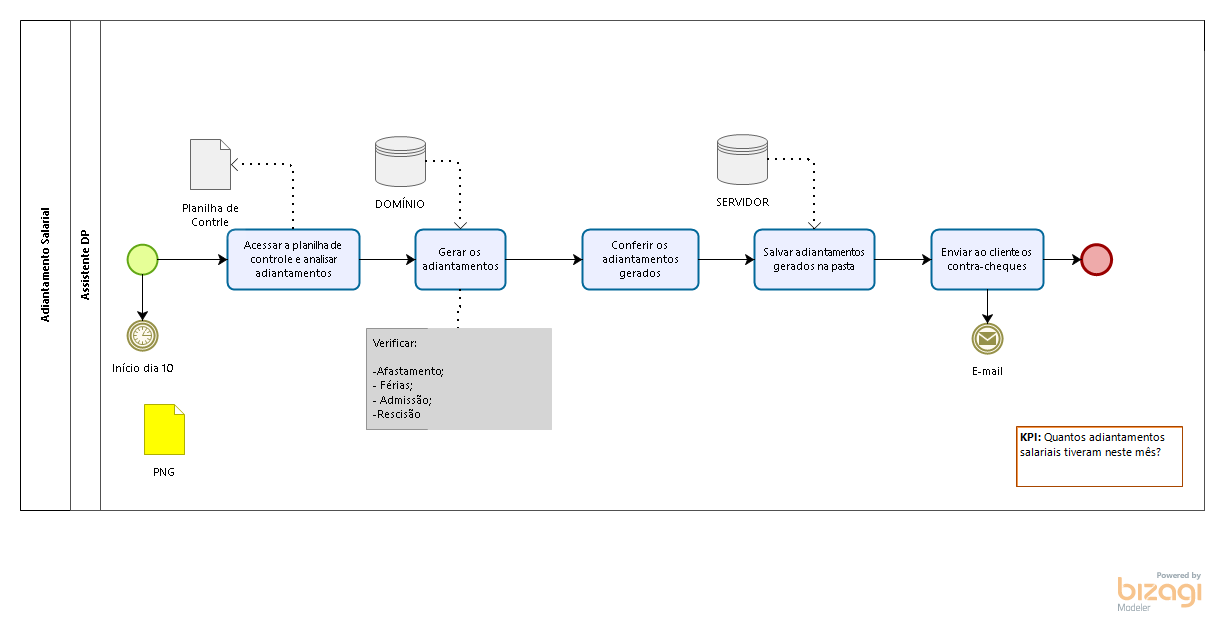 Adiantamento Salarial
Assistente DP
Planilha de
Contrle
DOMÍNIO
SERVIDOR
Acessar a planilha de
controle e analisar
adiantamentos
Gerar os
adiantamentos
Conferir os
adiantamentos
gerados
Salvar adiantamentos
gerados na pasta
Enviar ao cliente os
contra-cheques
Início dia 10
Verificar:
-Afastamento;
- Férias;
- Admissão;
-Rescisão
E-mail
PNG
KPI: Quantos adiantamentos
salariais tiveram neste mês?
Powered by
bizagi
Modeler